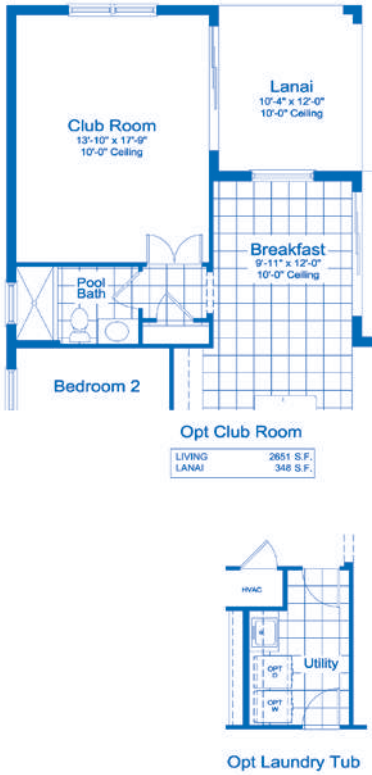 Lanai
10'-4" x 12'-0"
10'-0" Ceiling
Club Room
13'-10" x 17'-9"
10'-0" Ceiling
Breakfast
9'-11" x 12'-0"
10'-0" Ceiling
Pool
Bath
Bedroom 2
Opt Club Room
LIVING 2651 S.F.
LANAI 348 S.F.
HVAC
Utility
OPT
D
OPT
W
Opt Laundry Tub